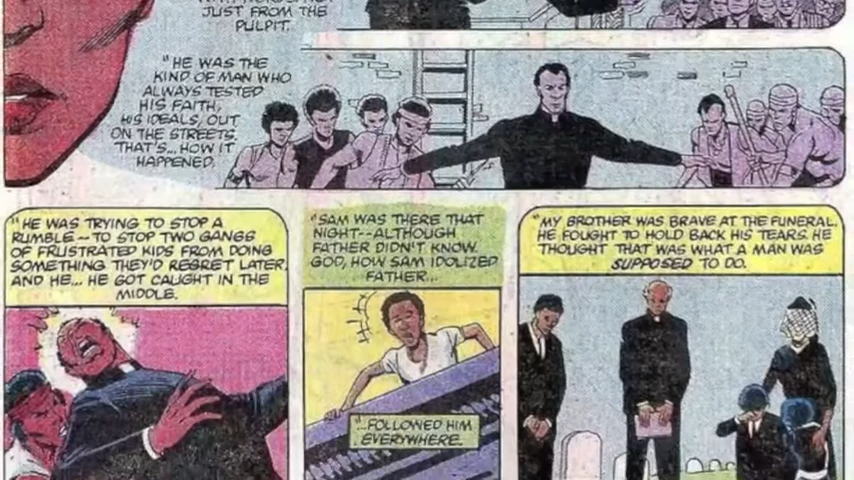 JUST FROM THE
PULPIT.
"HE WAS THE
KIND OF MAN WHO
ALWAYS TESTED
HIS FAITH,
HIS IDEALS, OUT
ON THE STREETS.
THAT'S... HOW IT
HAPPENED.
"HE WAS TRYING TO STOP A
RUMBLE -- TO STOP TWO GANGS
OF FRUSTRATED KIDS FROM DOING
SOMETHING THEY'D REGRET LATER.
AND HE... HE GOT CAUGHT IN THE
MIDDLE.
"SAM WAS THERE THAT
NIGHT--ALTHOUGH
FATHER DIDN'T KNOW.
GOD, HOW SAM IDOLIZED
FATHER...
"...FOLLOWED HIM
EVERYWHERE.
"MY BROTHER WAS BRAVE AT THE FUNERAL.
HE FOUGHT TO HOLD BACK HIS TEARS. HE
THOUGHT THAT WAS WHAT A MAN WAS
SUPPOSED TO DO.